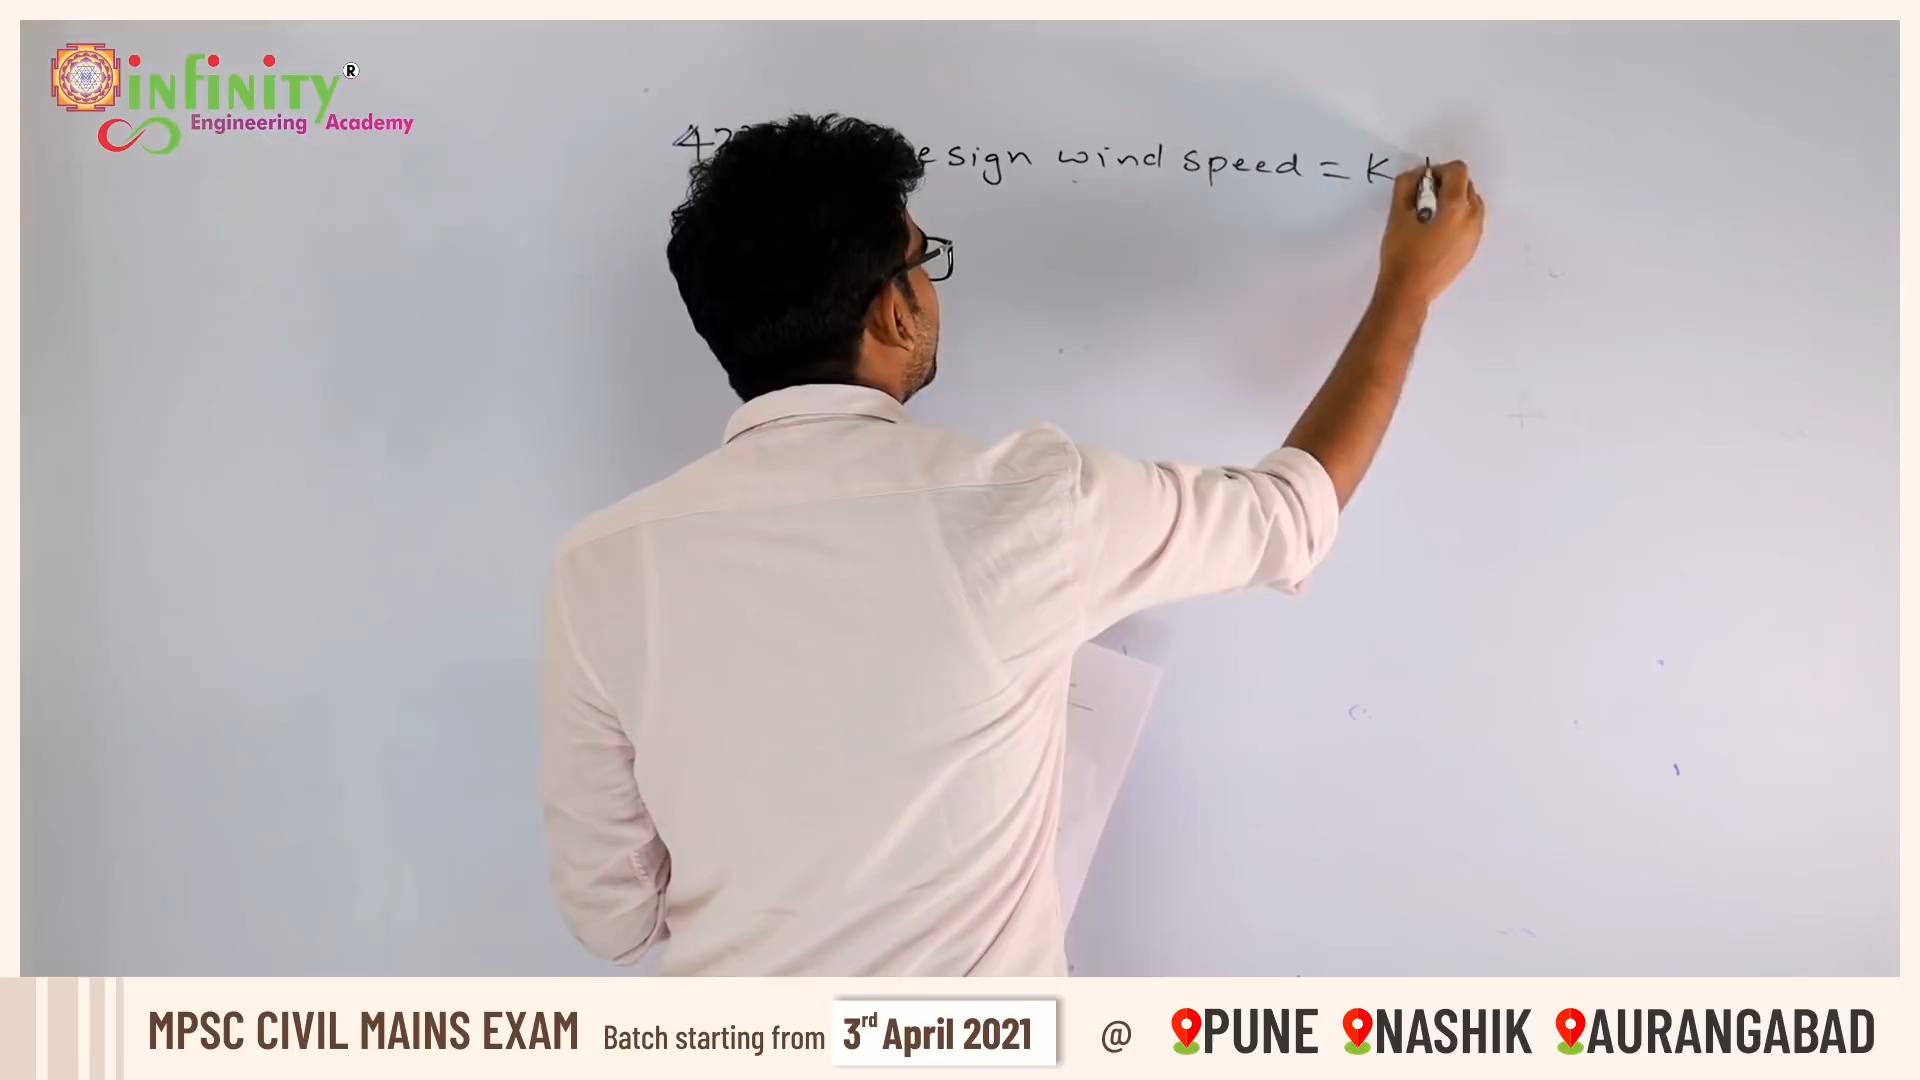 infinity®
Engineering Academy
esign wind speed = K
MPSC CIVIL MAINS EXAM Batch starting from 3rd April 2021 @ PUNE NASHIK AURANGABAD